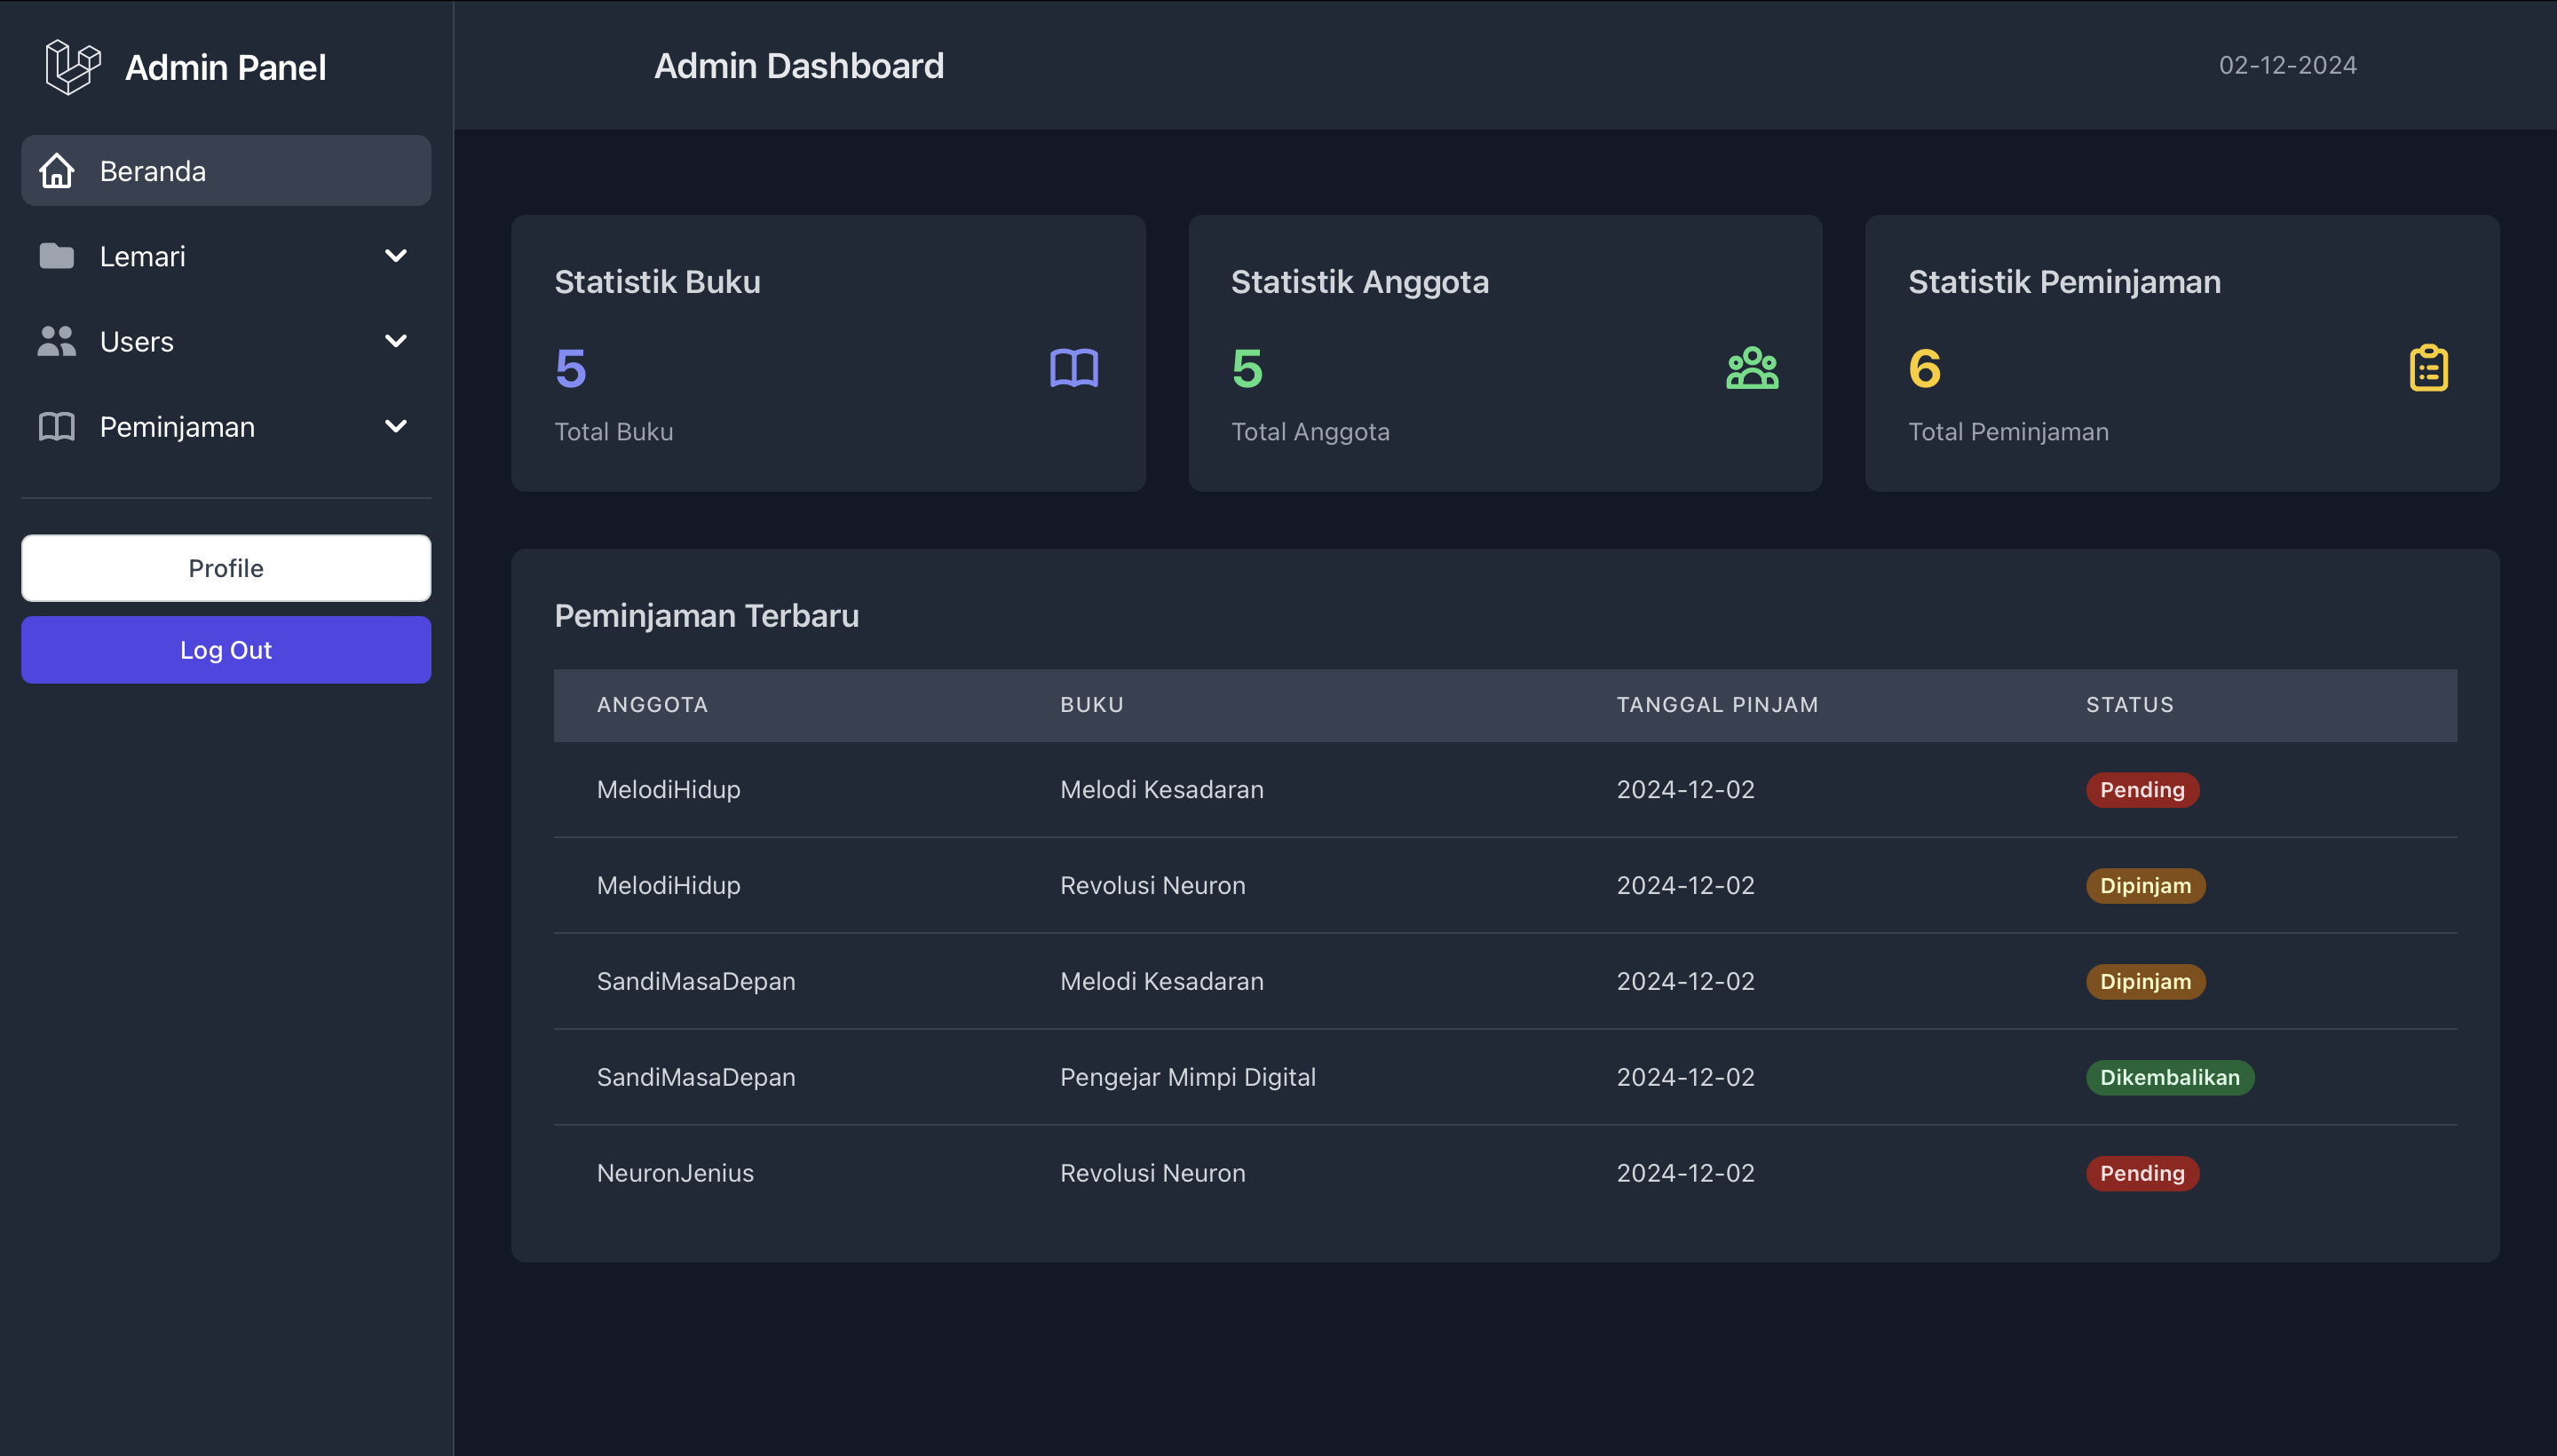 Admin Panel
Beranda
Lemari
Users
Peminjaman
Profile
Log Out
Admin Dashboard
02-12-2024
Statistik Buku
5
Total Buku
Statistik Anggota
5
Total Anggota
Statistik Peminjaman
6
Total Peminjaman
Peminjaman Terbaru
ANGGOTA BUKU TANGGAL PINJAM STATUS
MelodiHidup Melodi Kesadaran 2024-12-02 Pending
MelodiHidup Revolusi Neuron 2024-12-02 Dipinjam
SandiMasaDepan Melodi Kesadaran 2024-12-02 Dipinjam
SandiMasaDepan Pengejar Mimpi Digital 2024-12-02 Dikembalikan
NeuronJenius Revolusi Neuron 2024-12-02 Pending